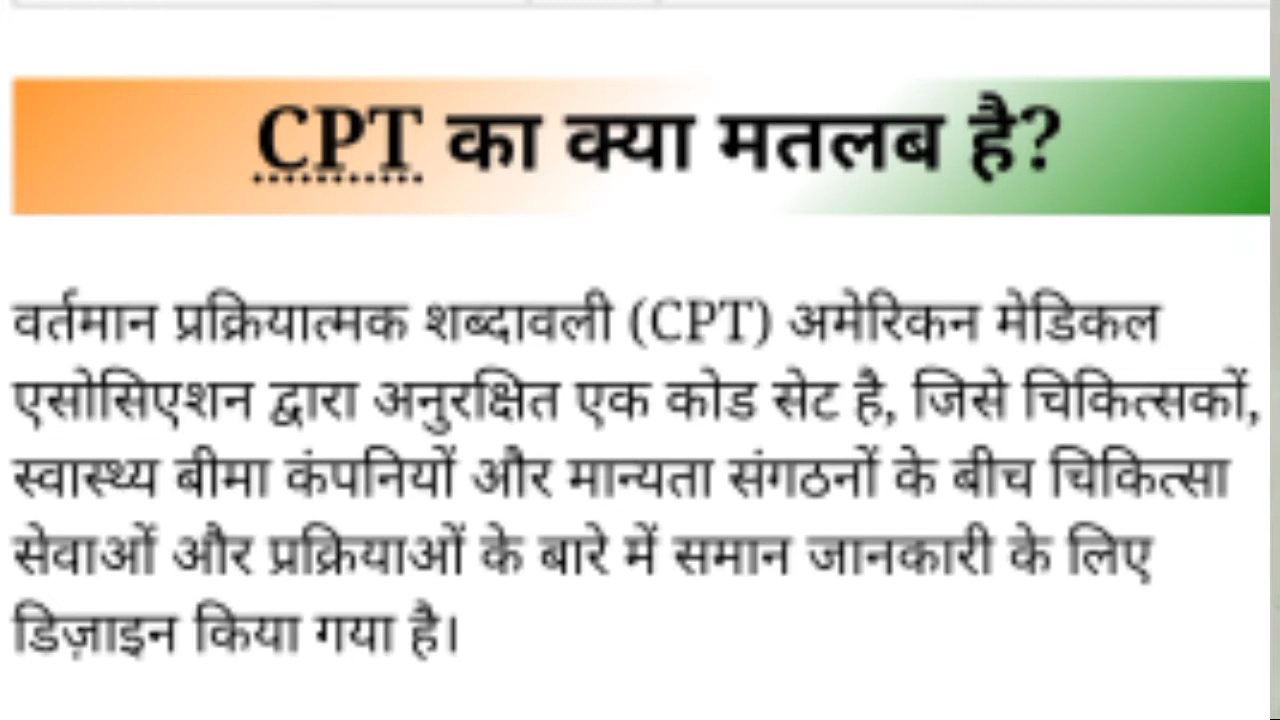 CPT का क्या मतलब है?
वर्तमान प्रक्रियात्मक शब्दावली (CPT) अमेरिकन मेडिकल
एसोसिएशन द्वारा अनुरक्षित एक कोड सेट है, जिसे चिकित्सकों,
स्वास्थ्य बीमा कंपनियों और मान्यता संगठनों के बीच चिकित्सा
सेवाओं और प्रक्रियाओं के बारे में समान जानकारी के लिए
डिज़ाइन किया गया है।